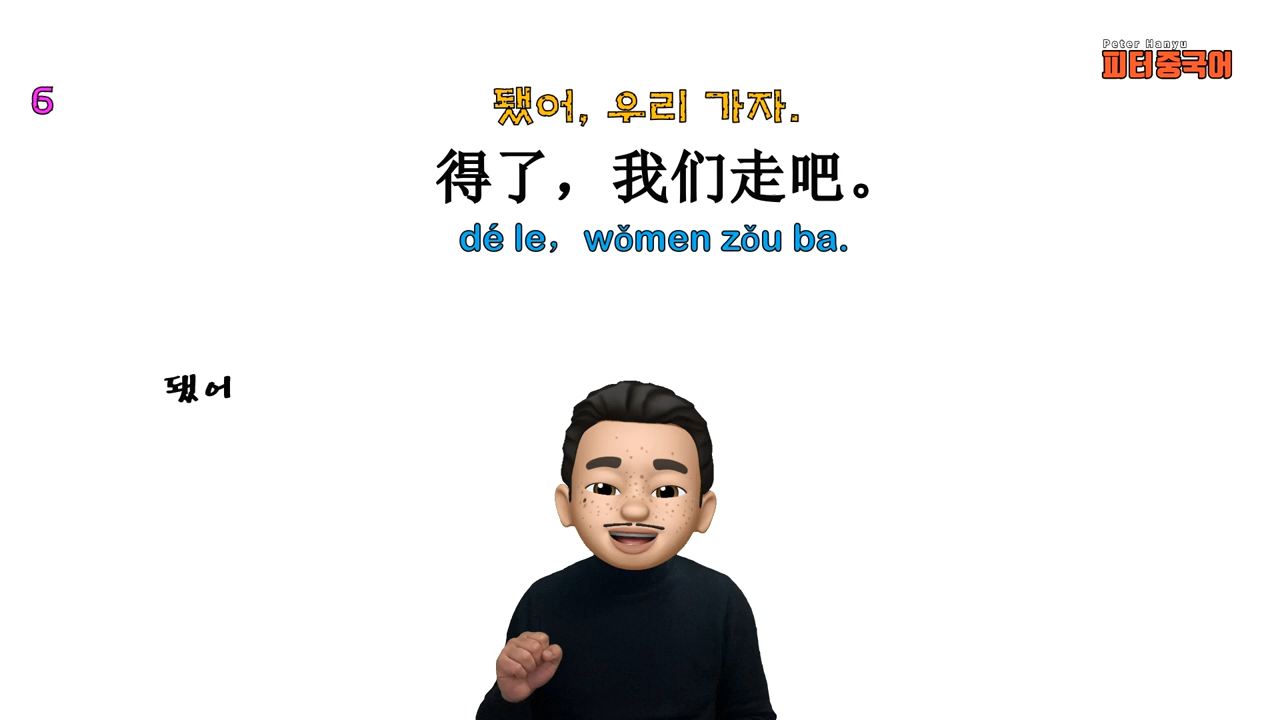 Peter Hanyu
피터중국어
6
됐어, 우리 가자.
得了，我们走吧。
dé le，wǒmen zǒu ba.
됐어